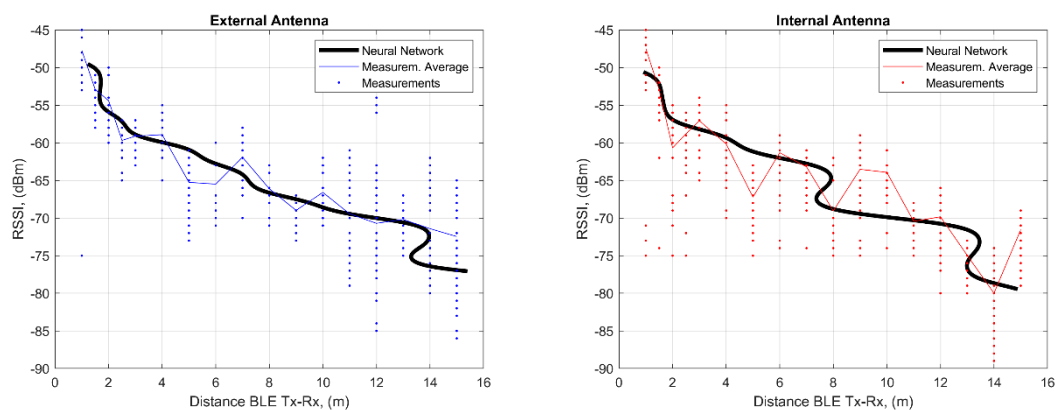 External Antenna
-45
-50
-55
-60
-65
-70
-75
-80
-85
-90
RSSI, (dBm)
0 2 4 6 8 10 12 14 16
Distance BLE Tx-Rx, (m)
Neural Network
Measurem. Average
Measurements
Internal Antenna
-45
-50
-55
-60
-65
-70
-75
-80
-85
-90
RSSI, (dBm)
0 2 4 6 8 10 12 14 16
Distance BLE Tx-Rx, (m)
Neural Network
Measurem. Average
Measurements